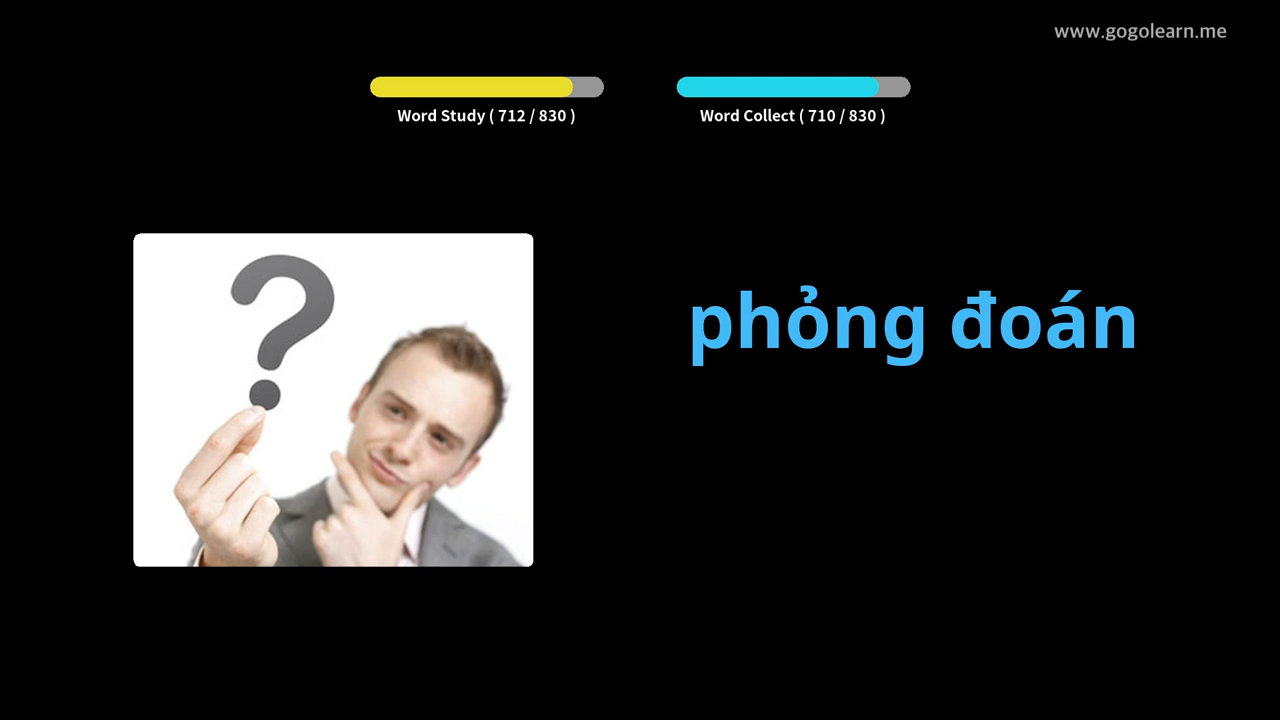 www.gogolearn.me
Word Study ( 712 / 830 )
Word Collect ( 710 / 830 )
?
phỏng đoán